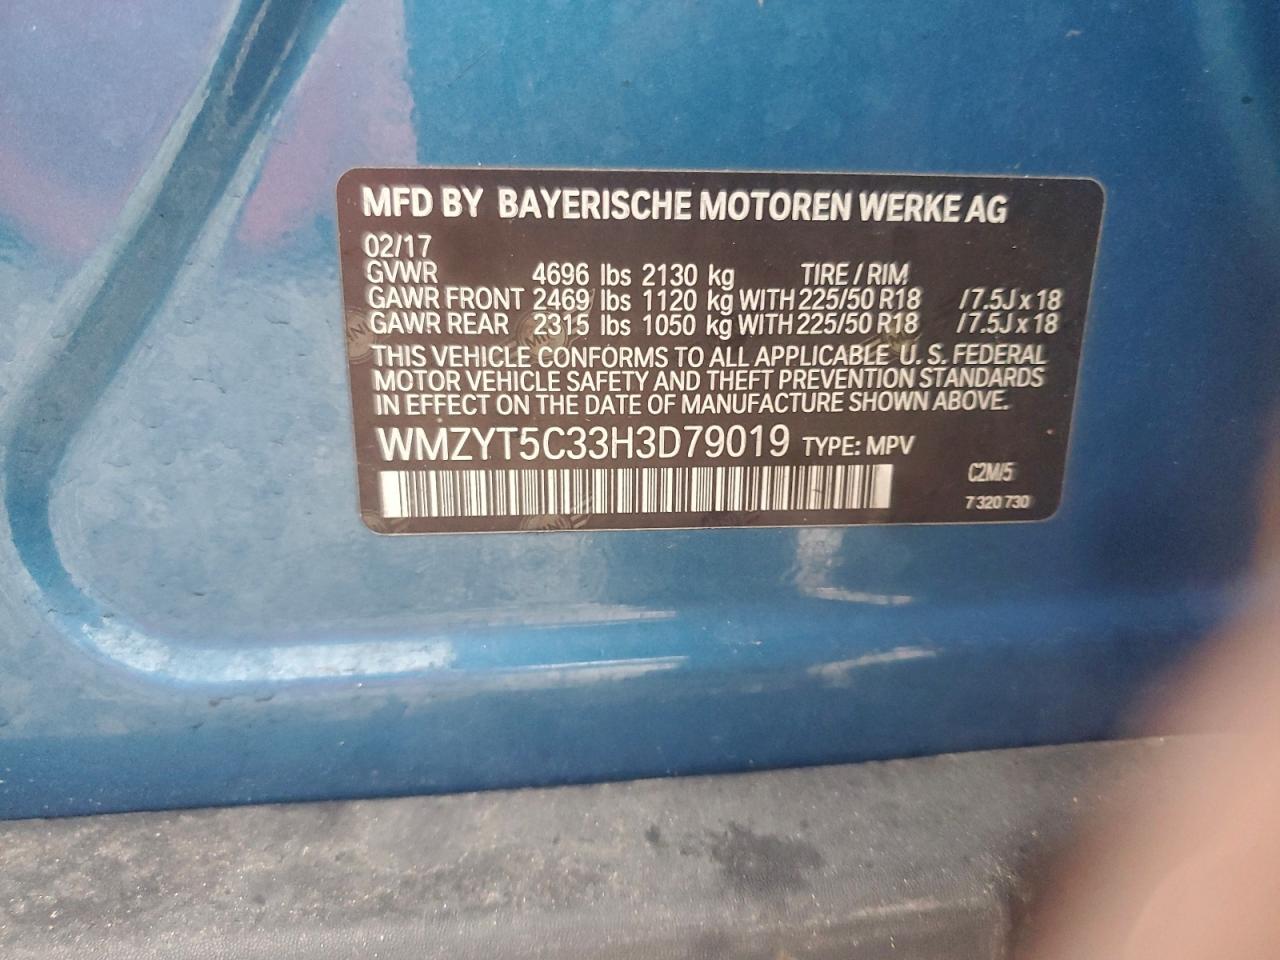 MFD BY BAYERISCHE MOTOREN WERKE AG
02/17
GVWR 4696 lbs 2130 kg TIRE / RIM
GAWR FRONT 2469 lbs 1120 kg WITH 225/50 R18 /7.5J x 18
GAWR REAR 2315 lbs 1050 kg WITH 225/50 R18 /7.5J x 18
THIS VEHICLE CONFORMS TO ALL APPLICABLE U. S. FEDERAL
MOTOR VEHICLE SAFETY AND THEFT PREVENTION STANDARDS
IN EFFECT ON THE DATE OF MANUFACTURE SHOWN ABOVE.
WMZYT5C33H3D79019 TYPE: MPV
C2M/5
7 320 730